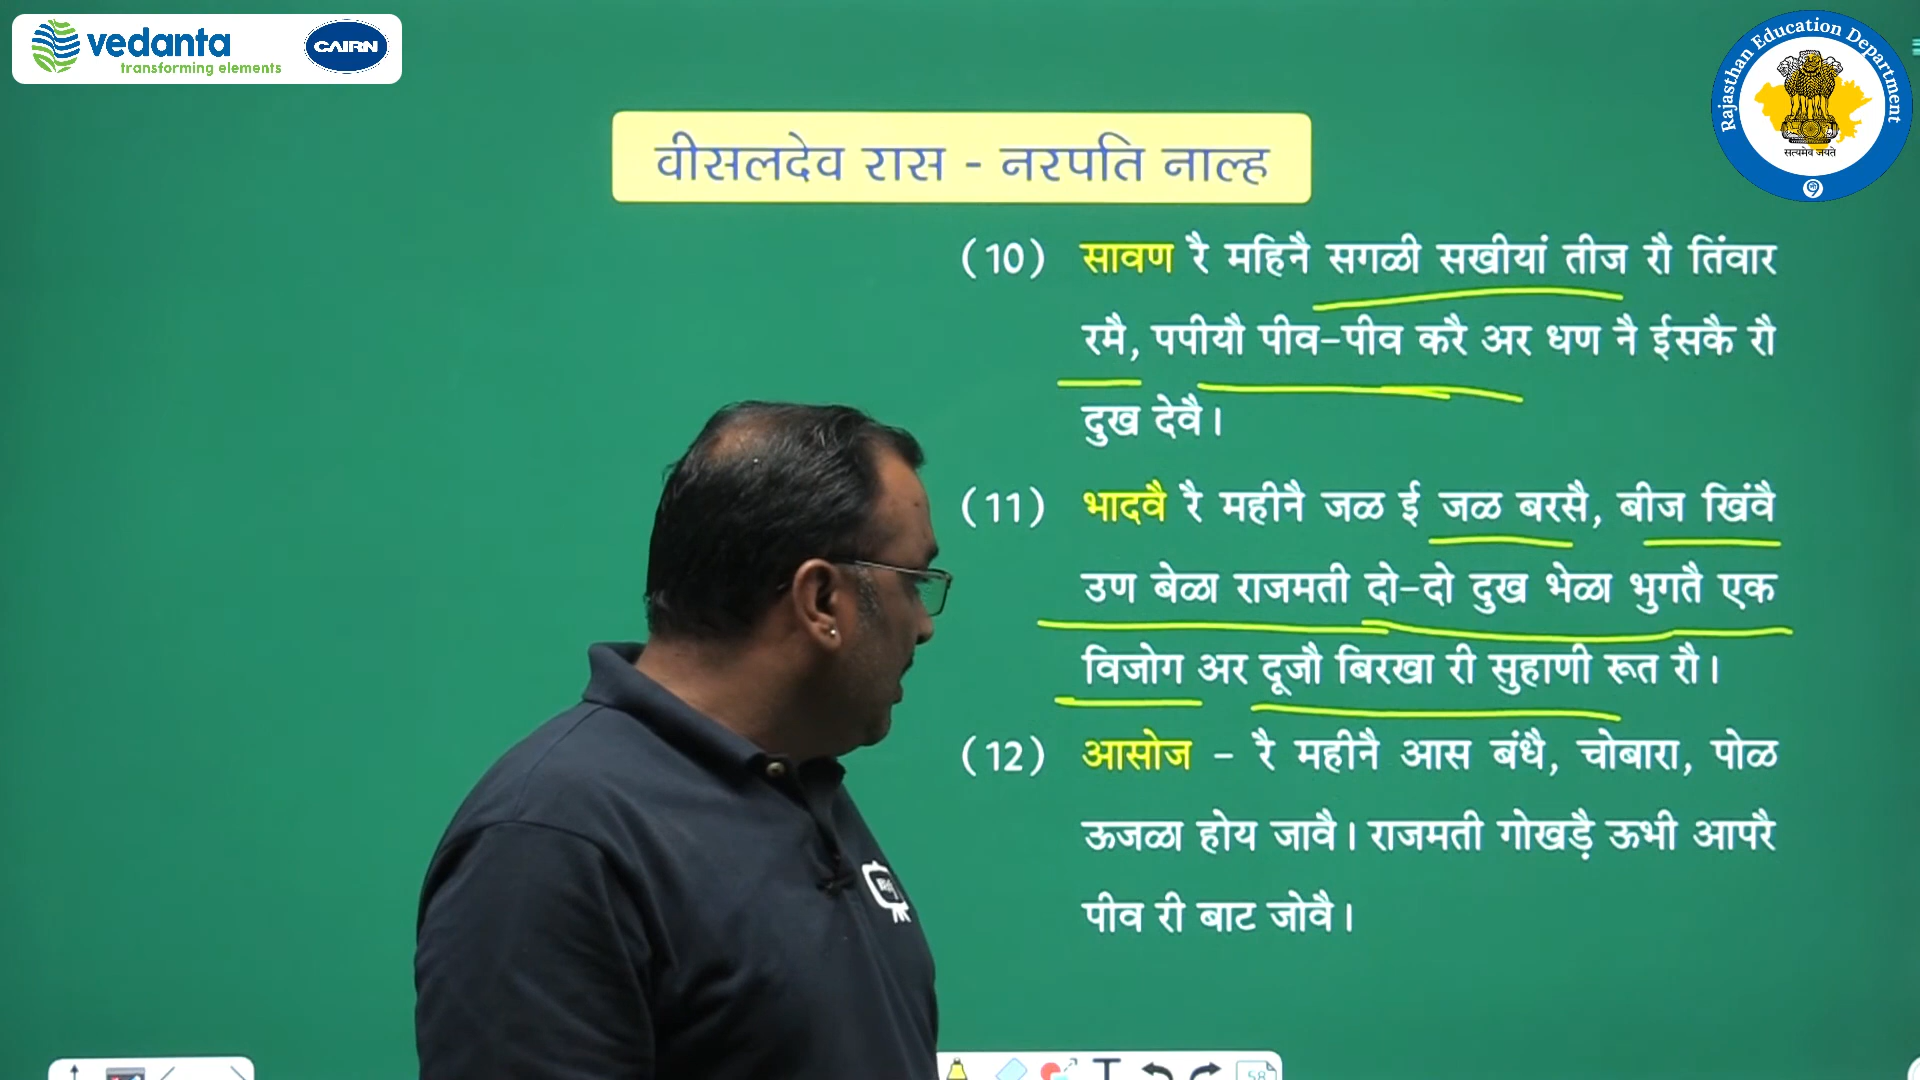 vedanta
transforming elements
CAIRN
Rajasthan Education Department
सत्यमेव जयते
वीसलदेव रास - नरपति नाल्ह
(10) सावण रै महिनै सगळी सखीयां तीज रौ तिंवार
रमै, पपीयौ पीव-पीव करै अर धण नै ईसकै रौ
दुख देवै।
(11) भादवै रै महीनै जळ ई जळ बरसै, बीज खिंवै
उण बेळा राजमती दो-दो दुख भेळा भुगतै एक
विजोग अर दूजौ बिरखा री सुहाणी रूत रौ।
(12) आसोज - रै महीनै आस बंधै, चोबारा, पोळ
ऊजळा होय जावै। राजमती गोखड़ै ऊभी आपरै
पीव री बाट जोवै।
58